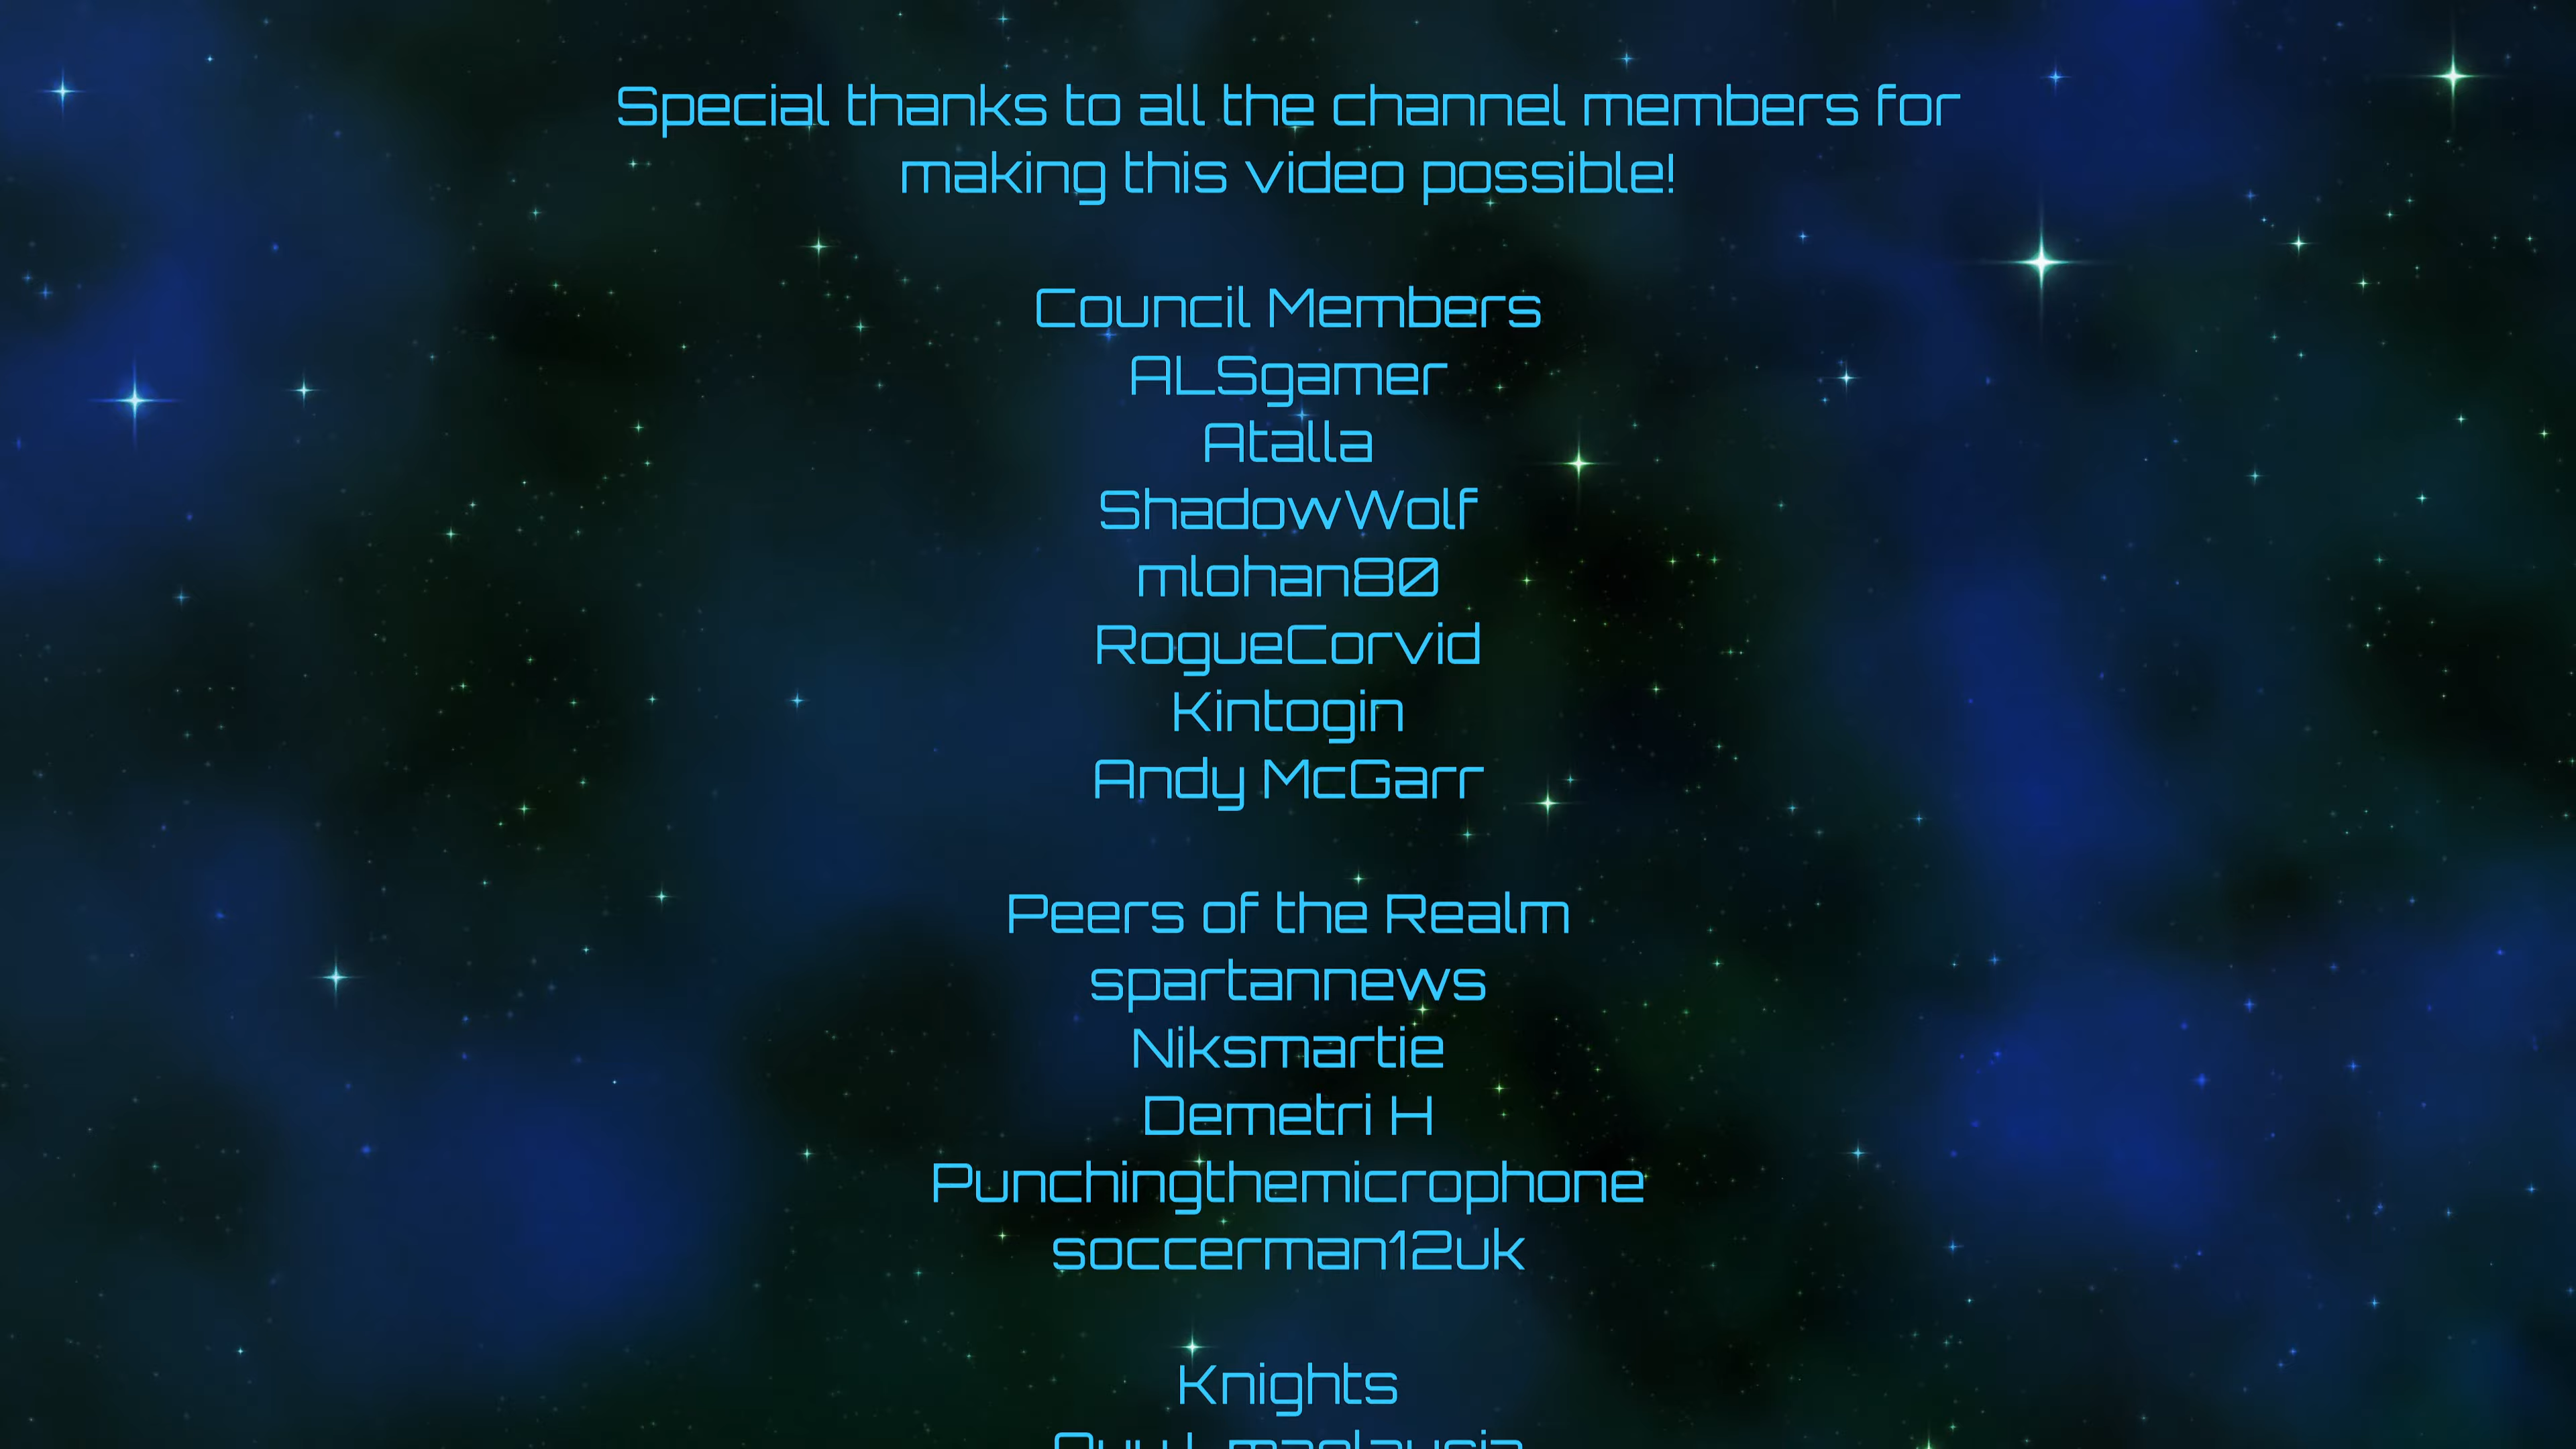 Special thanks to all the channel members for
making this video possible!
Council Members
ALSgamer
Atalla
ShadowWolf
mlohan80
RogueCorvid
Kintogin
Andy McGarr
Peers of the Realm
spartannews
Niksmartie
Demetri H
Punchingthemicrophone
soccerman12uk
Knights